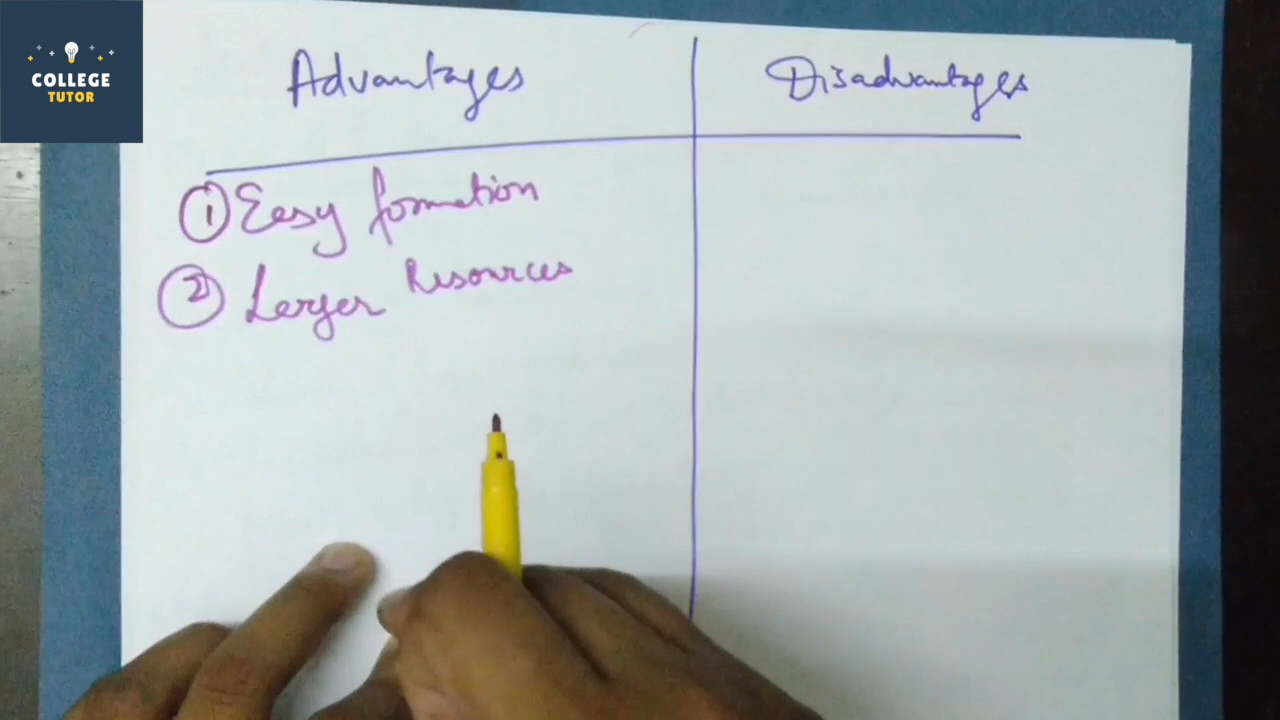 COLLEGE
TUTOR
Advantages
Disadvantages
① Easy formation
② Larger Resources